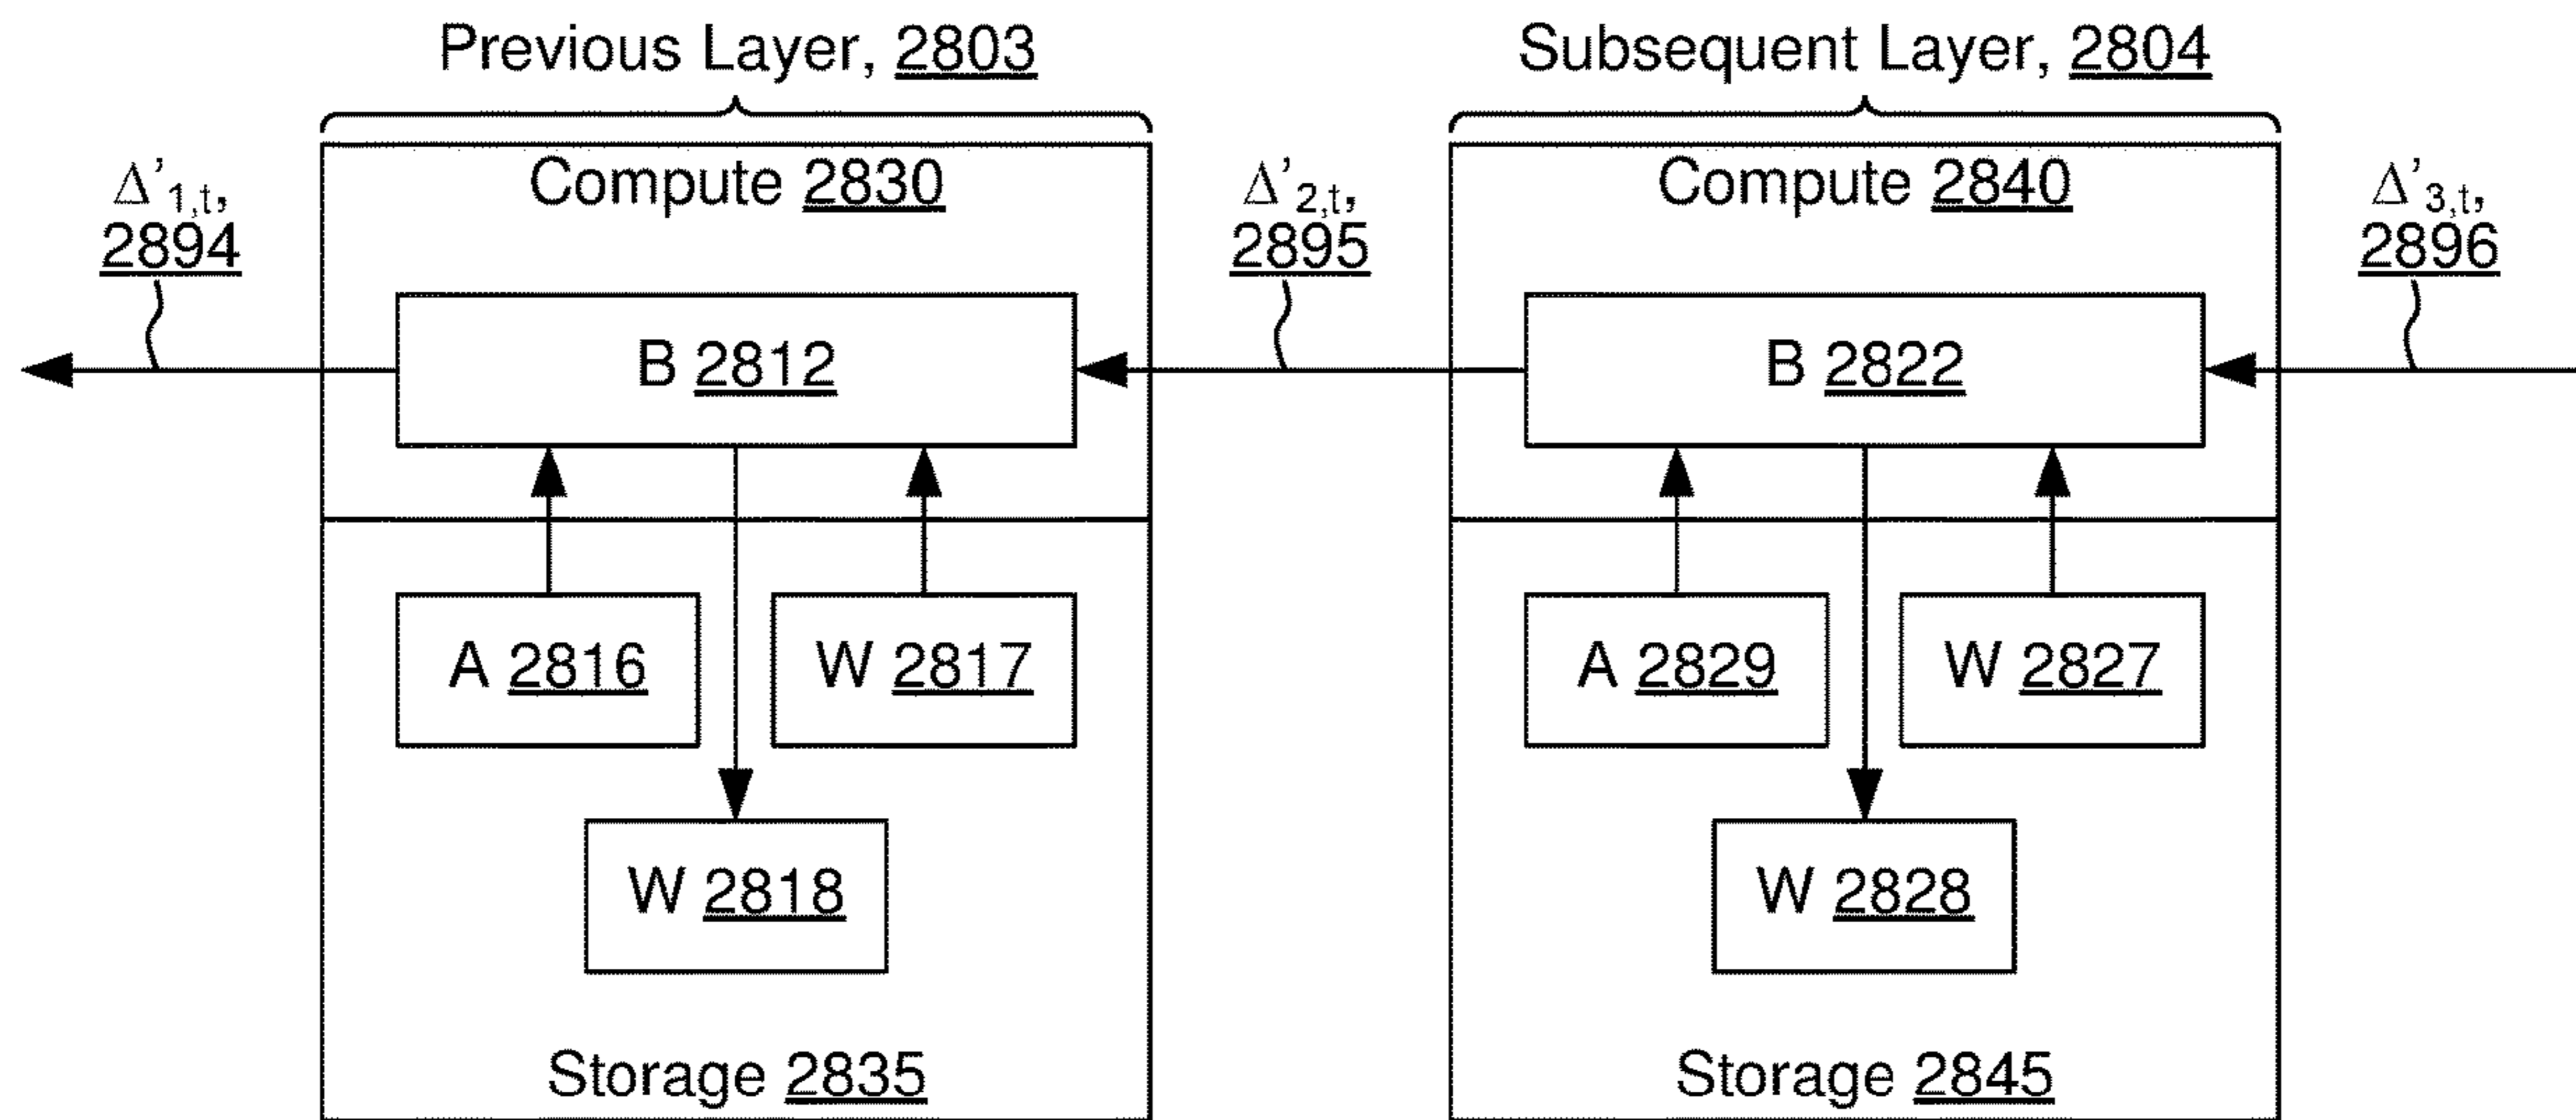 Previous Layer, 2803
Subsequent Layer, 2804
Δ'1,t,
2894
Compute 2830
Δ'2,t,
2895
Compute 2840
Δ'3,t,
2896
B 2812
B 2822
A 2816
W 2817
A 2829
W 2827
W 2818
W 2828
Storage 2835
Storage 2845